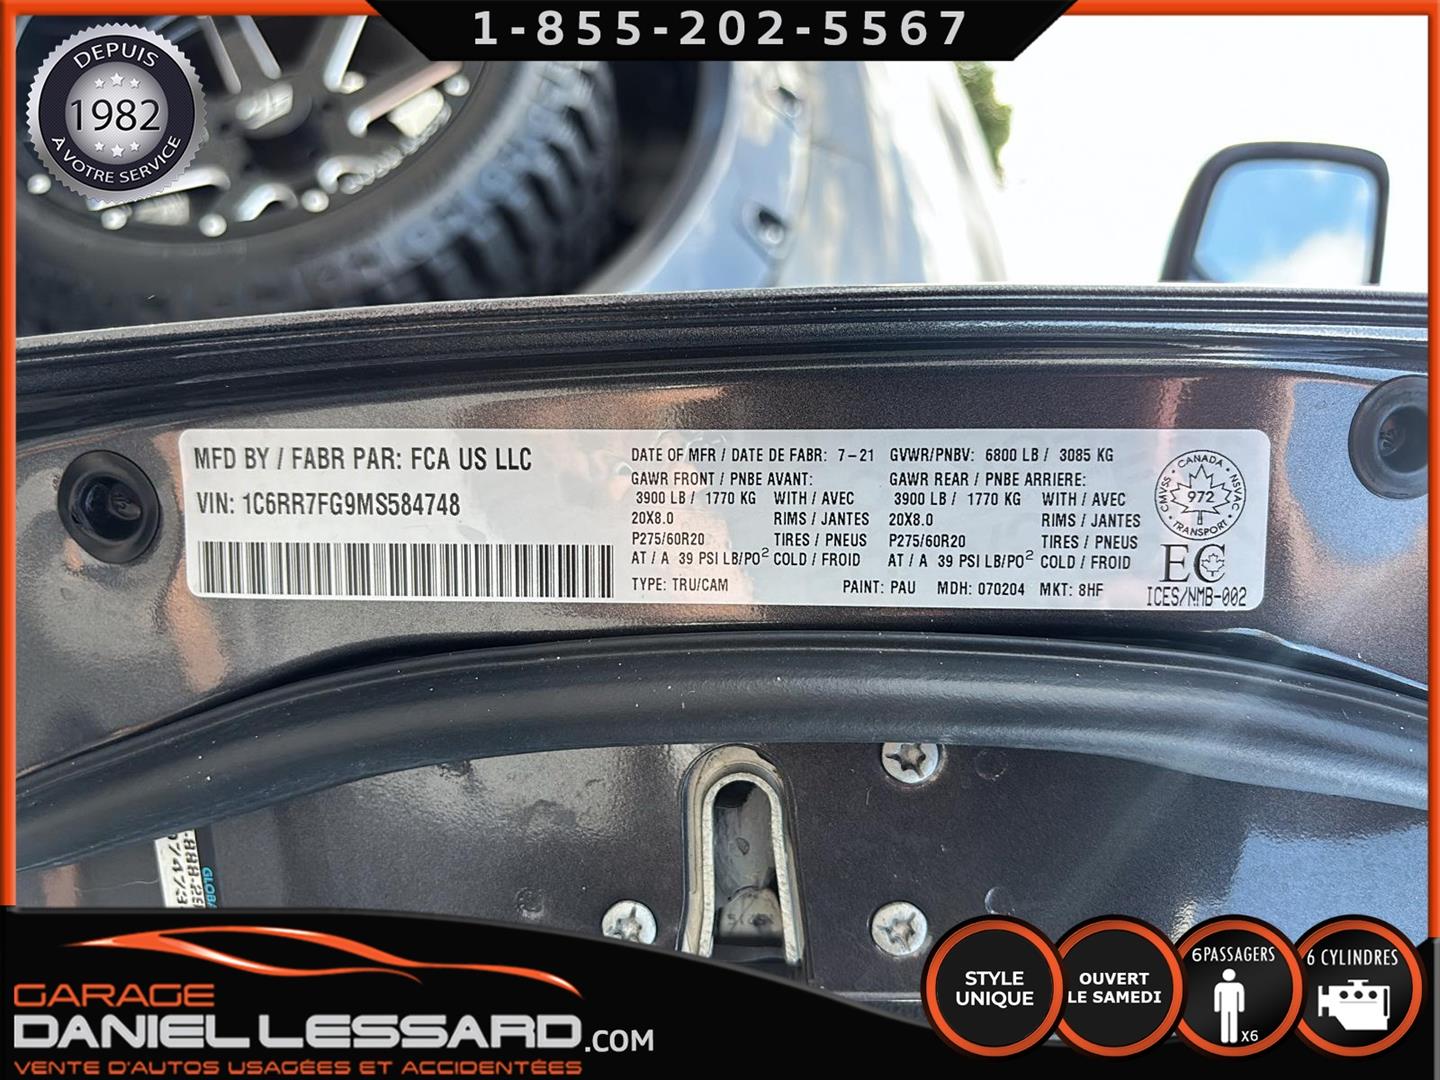 1-855-202-5567
DEPUIS
1982
À VOTRE SERVICE
MFD BY / FABR PAR: FCA US LLC
VIN: 1C6RR7FG9MS584748
DATE OF MFR / DATE DE FABR: 7-21 GVWR/PNBV: 6800 LB / 3085 KG
GAWR FRONT / PNBE AVANT: GAWR REAR / PNBE ARRIERE:
3900 LB / 1770 KG WITH / AVEC 3900 LB / 1770 KG WITH / AVEC
20X8.0 RIMS / JANTES 20X8.0 RIMS / JANTES
P275/60R20 TIRES / PNEUS P275/60R20 TIRES / PNEUS
AT / A 39 PSI LB/PO² COLD / FROID AT / A 39 PSI LB/PO² COLD / FROID
TYPE: TRU/CAM PAINT: PAU MDH: 070204 MKT: 8HF
CANADA
CMVSS 972 NSVAC
TRANSPORT
EC
ICES/NMB-002
GARAGE
DANIEL LESSARD.COM
VENTE D'AUTOS USAGÉES ET ACCIDENTÉES
STYLE
UNIQUE
OUVERT
LE SAMEDI
6 PASSAGERS
X6
6 CYLINDRES